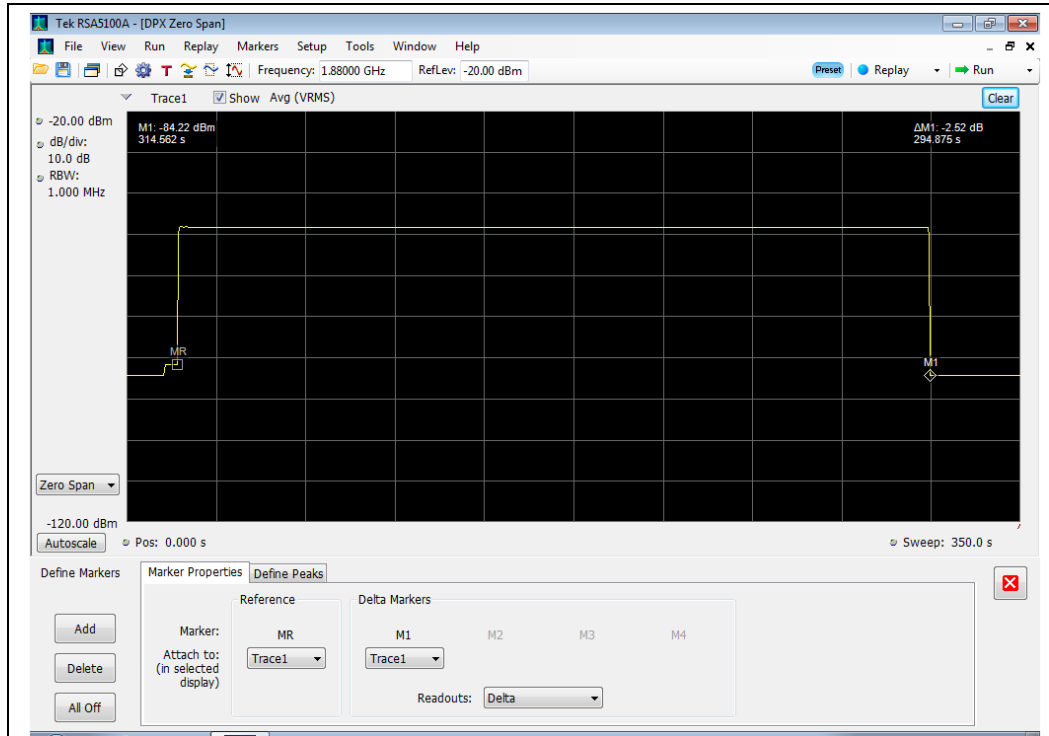 Tek RSA5100A - [DPX Zero Span]
File View Run Replay Markers Setup Tools Window Help
T Frequency: 1.88000 GHz RefLev: -20.00 dBm Preset Replay Run
Trace1 Show Avg (VRMS) Clear
-20.00 dBm
dB/div:
10.0 dB
RBW:
1.000 MHz
M1: -84.22 dBm
314.562 s
ΔM1: -2.52 dB
294.875 s
MR
M1
Zero Span
-120.00 dBm
Autoscale Pos: 0.000 s Sweep: 350.0 s
Define Markers Marker Properties Define Peaks
Reference Delta Markers
Add Marker: MR M1 M2 M3 M4
Attach to: Trace1 Trace1
Delete (in selected
display)
Readouts: Delta
All Off